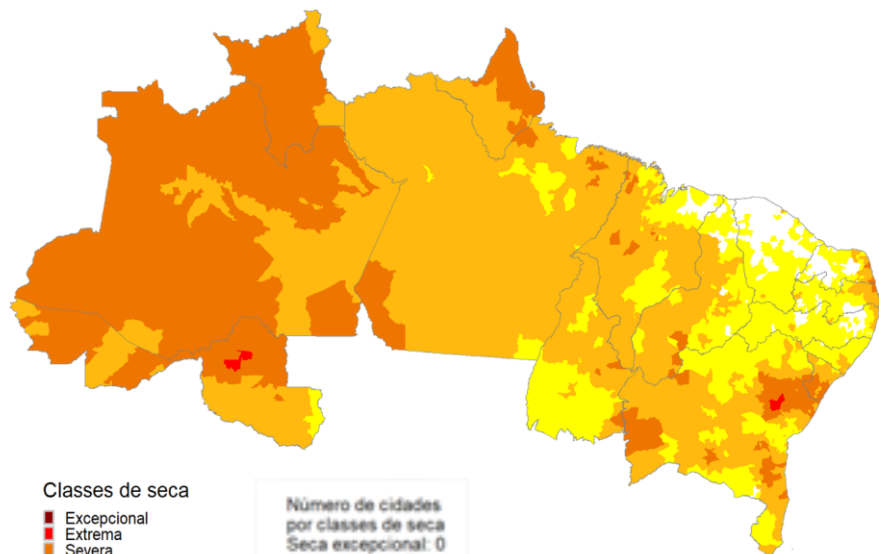 Classes de seca
Excepcional
Extrema
Severa
Número de cidades
por classes de seca
Seca excepcional: 0